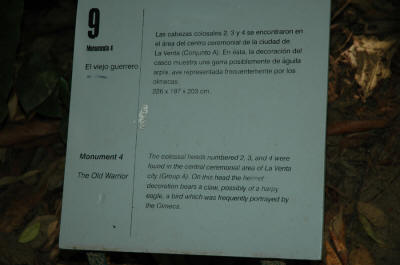 9
Monumento 4
El viejo guerrero
Las cabezas colosales 2, 3 y 4 se encontraron en
el área del centro ceremonial de la ciudad de
La Venta (Conjunto A). En ésta, la decoración del
casco muestra una garra posiblemente de águila
arpía, ave representada frecuentemente por los
olmecas.
226 x 197 x 203 cm.
Monument 4
The Old Warrior
The colossal heads numbered 2, 3, and 4 were
found in the central ceremonial area of La Venta
city (Group A). On this head the helmet
decoration bears a claw, possibly of a harpy
eagle, a bird which was frequently portrayed by
the Olmeca.